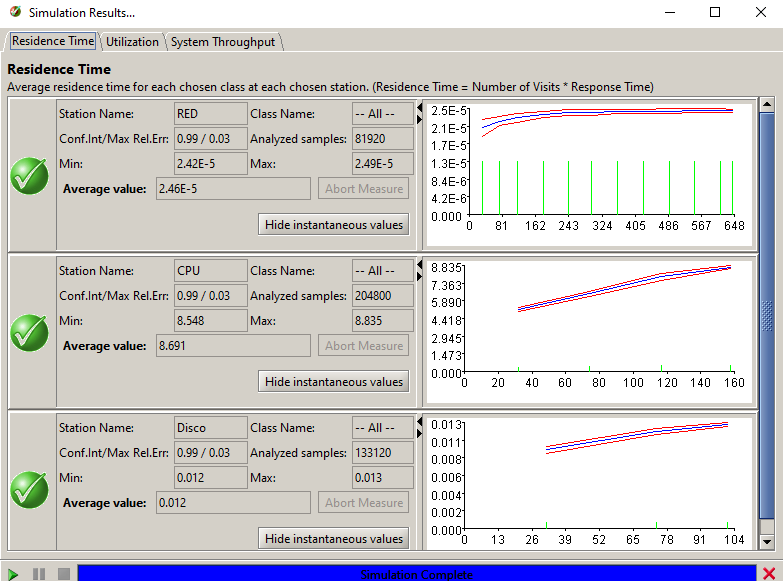 Simulation Results...
Residence Time Utilization System Throughput
Residence Time
Average residence time for each chosen class at each chosen station. (Residence Time = Number of Visits * Response Time)
Station Name: RED Class Name: -- All --
Conf.Int/Max Rel.Err: 0.99 / 0.03 Analyzed samples: 81920
Min: 2.42E-5 Max: 2.49E-5
Average value: 2.46E-5 Abort Measure
Hide instantaneous values
2.5E-5
2.1E-5
1.7E-5
1.3E-5
8.4E-6
4.2E-6
0.000
0 81 162 243 324 405 486 567 648
Station Name: CPU Class Name: -- All --
Conf.Int/Max Rel.Err: 0.99 / 0.03 Analyzed samples: 204800
Min: 8.548 Max: 8.835
Average value: 8.691 Abort Measure
Hide instantaneous values
8.835
7.363
5.890
4.418
2.945
1.473
0.000
0 20 40 60 80 100 120 140 160
Station Name: Disco Class Name: -- All --
Conf.Int/Max Rel.Err: 0.99 / 0.03 Analyzed samples: 133120
Min: 0.012 Max: 0.013
Average value: 0.012 Abort Measure
Hide instantaneous values
0.013
0.011
0.008
0.006
0.004
0.002
0.000
0 13 26 39 52 65 78 91 104
Simulation Complete